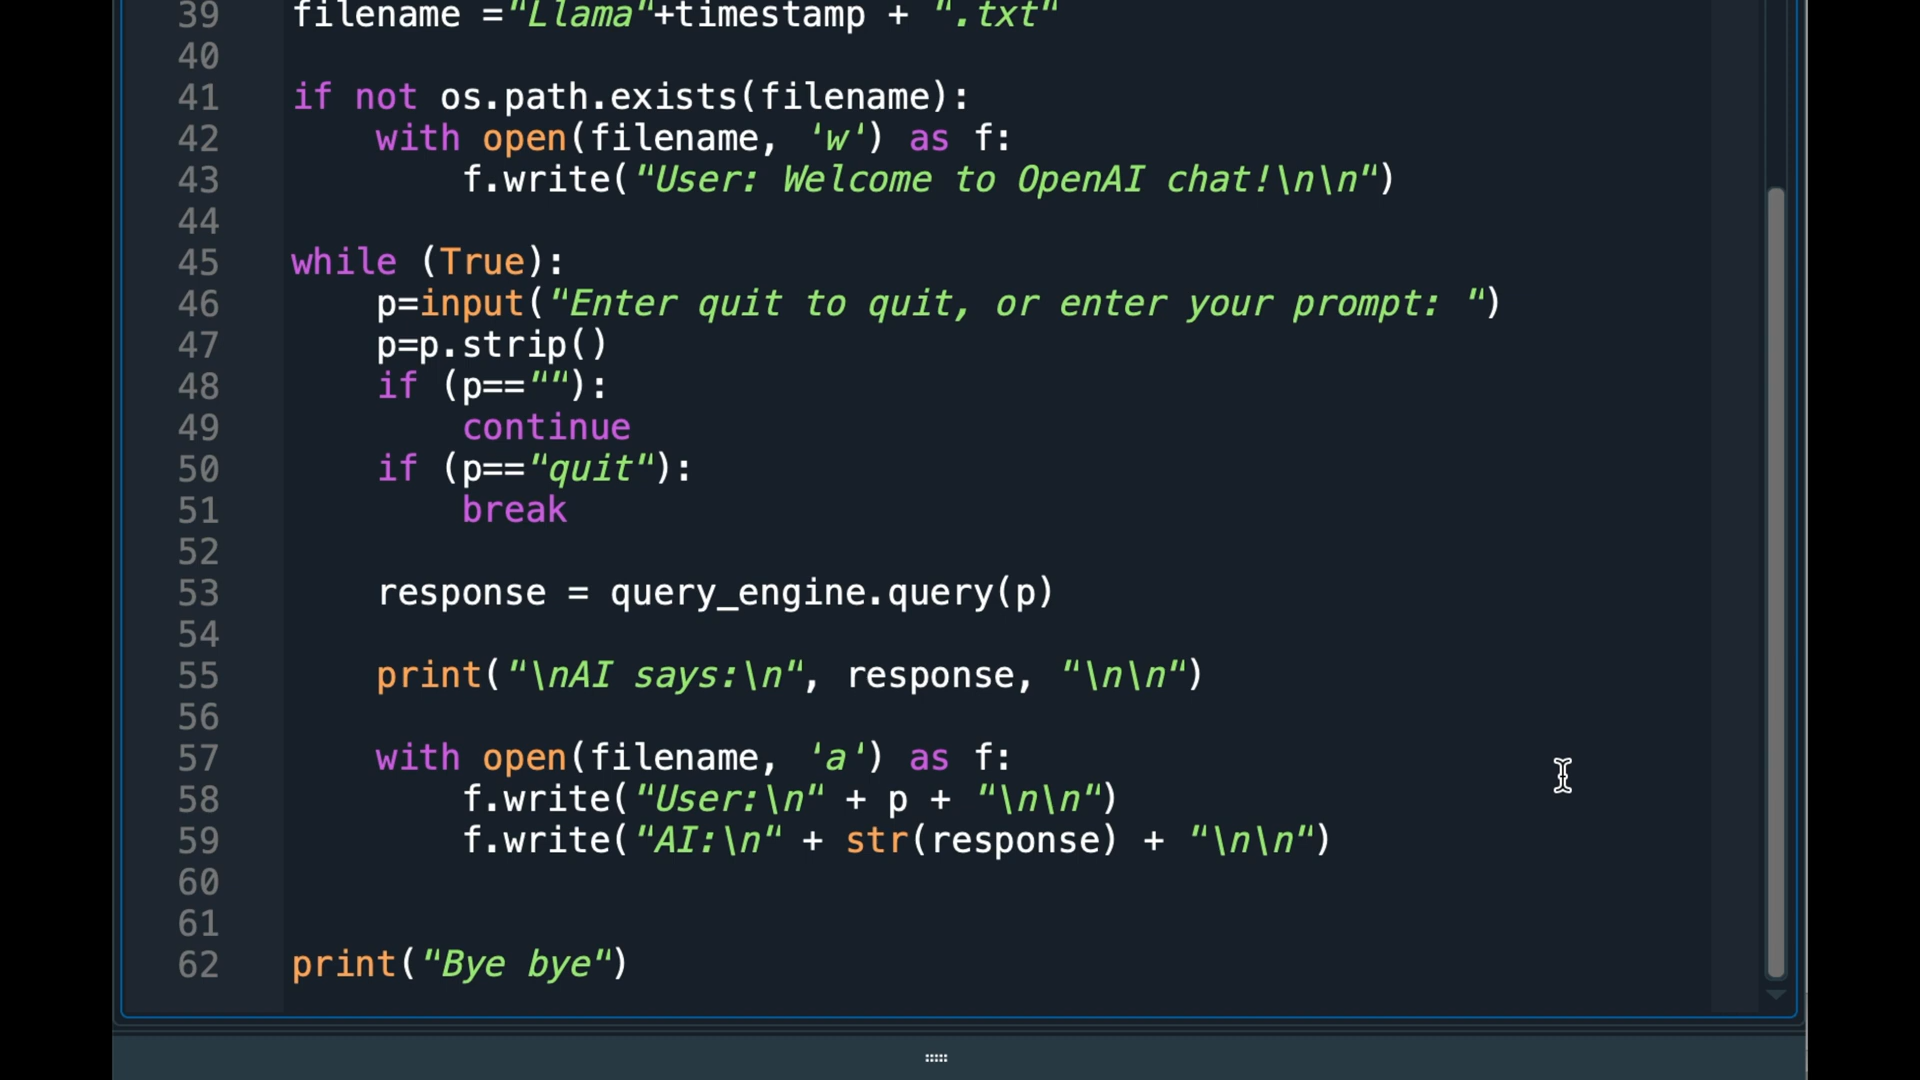 39 filename ="Llama"+timestamp + ".txt"
40
41 if not os.path.exists(filename):
42     with open(filename, 'w') as f:
43         f.write("User: Welcome to OpenAI chat!\n\n")
44
45 while (True):
46     p=input("Enter quit to quit, or enter your prompt: ")
47     p=p.strip()
48     if (p==""):
49         continue
50     if (p=="quit"):
51         break
52
53     response = query_engine.query(p)
54
55     print("\nAI says:\n", response, "\n\n")
56
57     with open(filename, 'a') as f:
58         f.write("User:\n" + p + "\n\n")
59         f.write("AI:\n" + str(response) + "\n\n")
60
61
62 print("Bye bye")